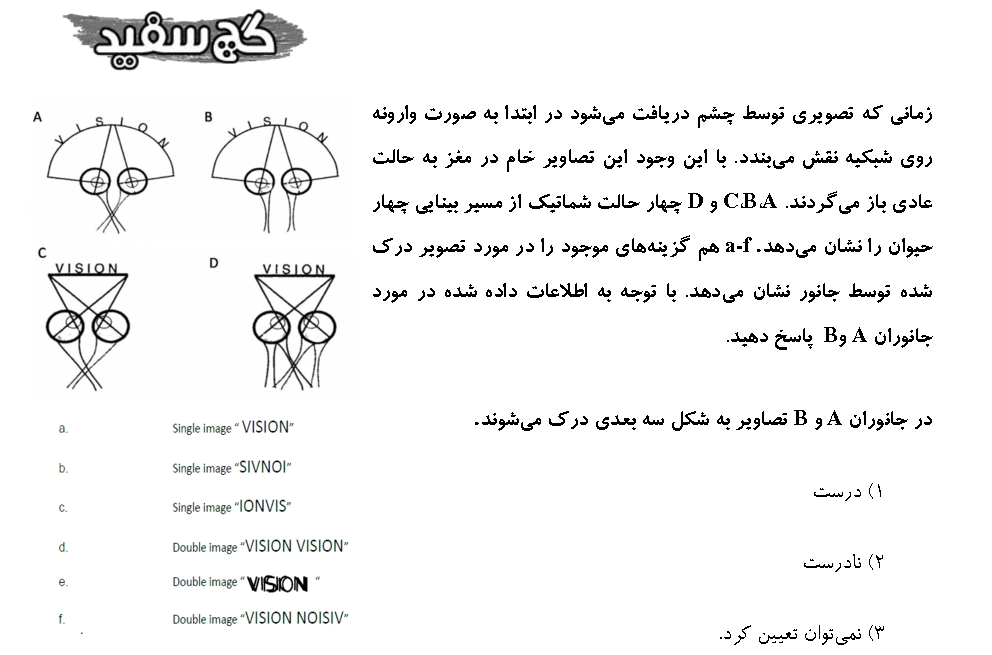 گچ سفید
زمانی که تصویری توسط چشم دریافت می‌شود در ابتدا به صورت وارونه
روی شبکیه نقش می‌بندد. با این وجود این تصاویر خام در مغز به حالت
عادی باز می‌گردند. C،B،A و D چهار حالت شماتیک از مسیر بینایی چهار
حیوان را نشان می‌دهد. a-f هم گزینه‌های موجود را در مورد تصویر درک
شده توسط جانور نشان می‌دهد. با توجه به اطلاعات داده شده در مورد
جانوران A وB پاسخ دهید.
A
VISION
B
VISION
C
VISION
D
VISION
a. Single image “ VISION”
b. Single image “SIVNOI”
c. Single image “IONVIS”
d. Double image “VISION VISION”
e. Double image “ VISION “
f. Double image “VISION NOISIV”
در جانوران A و B تصاویر به شکل سه بعدی درک می‌شوند.
۱) درست
۲) نادرست
۳) نمی‌توان تعیین کرد.